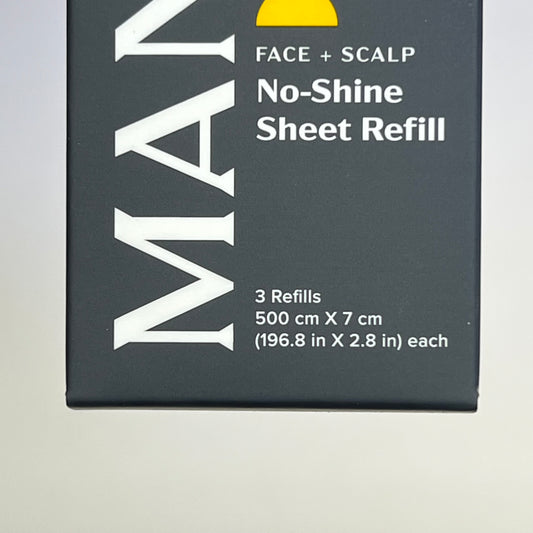 MAN
FACE + SCALP
No-Shine
Sheet Refill
3 Refills
500 cm X 7 cm
(196.8 in X 2.8 in) each